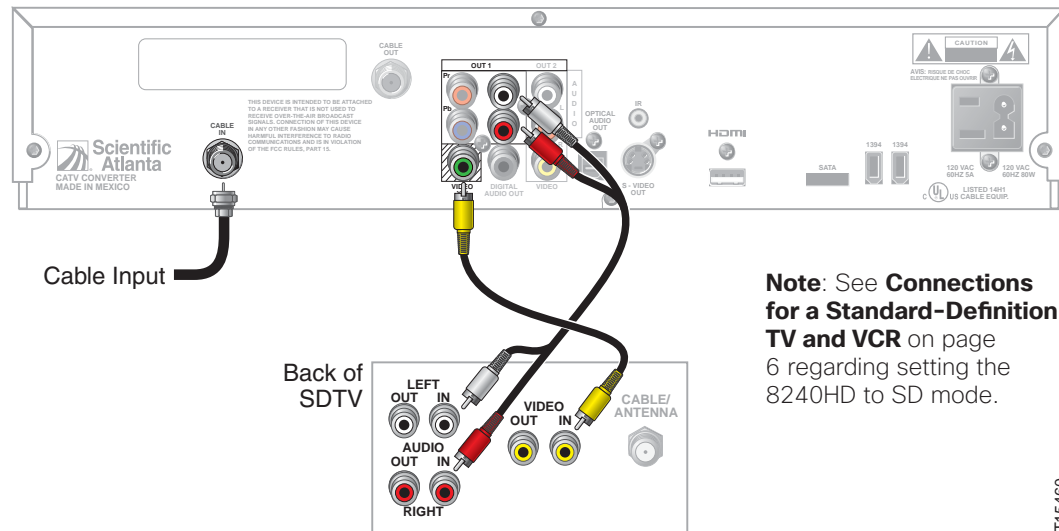 CABLE
OUT
OUT 1
OUT 2
CAUTION
Pr
AVIS: RISQUE DE CHOC
ELECTRIQUE NE PAS OUVRIR
Pb
A
U
D
I
O
L
OPTICAL
AUDIO
OUT
IR
THIS DEVICE IS INTENDED TO BE ATTACHED
TO A RECEIVER THAT IS NOT USED TO
RECEIVE OVER-THE-AIR BROADCAST
SIGNALS. CONNECTION OF THIS DEVICE
IN ANY OTHER FASHION MAY CAUSE
HARMFUL INTERFERENCE TO RADIO
COMMUNICATIONS AND IS IN VIOLATION
OF THE FCC RULES, PART 15.
CABLE
IN
HDMI
Scientific
Atlanta
CATV CONVERTER
MADE IN MEXICO
SATA
1394
1394
120 VAC
60HZ 5A
120 VAC
60HZ 80W
VIDEO
DIGITAL
AUDIO OUT
VIDEO
S - VIDEO
OUT
C UL US
LISTED 14H1
CABLE EQUIP.
Cable Input
Note: See Connections
for a Standard-Definition
TV and VCR on page
6 regarding setting the
8240HD to SD mode.
Back of
SDTV
LEFT
OUT IN
VIDEO
OUT IN
CABLE/
ANTENNA
AUDIO
OUT IN
RIGHT